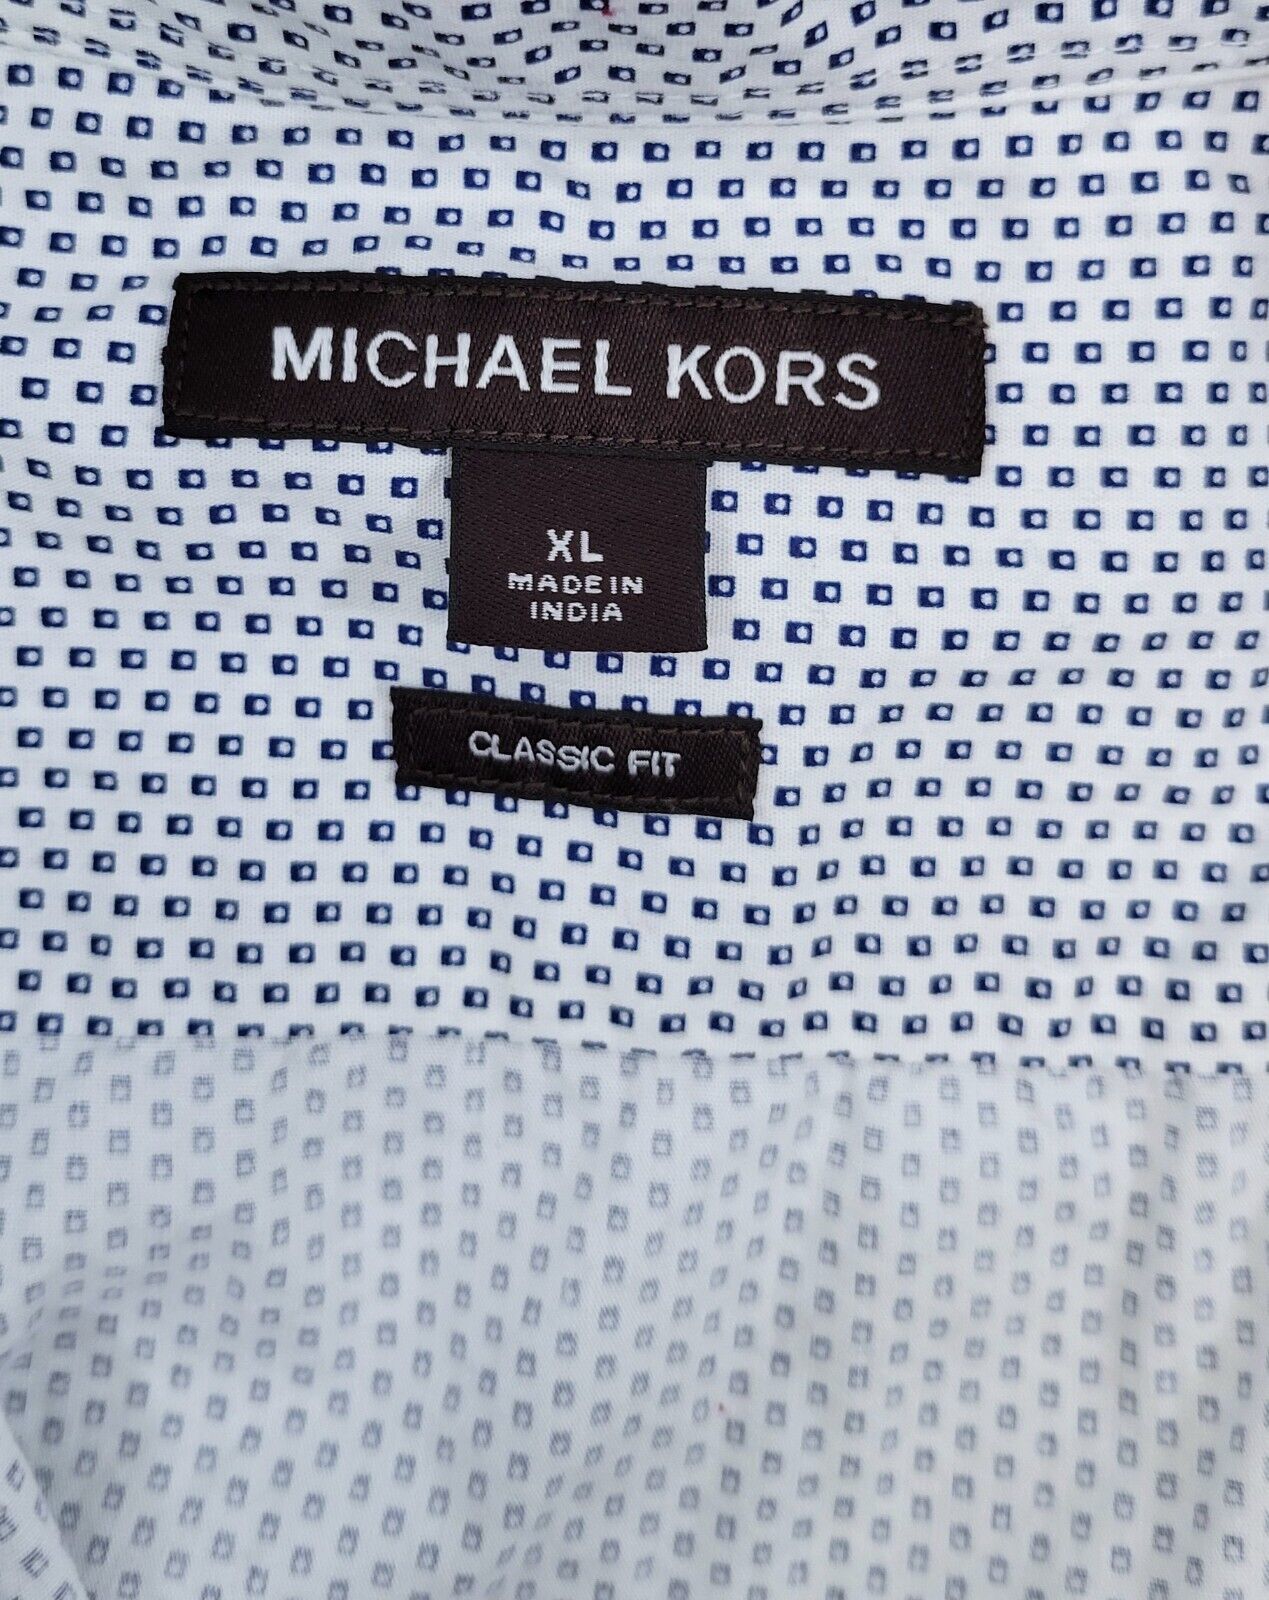 MICHAEL KORS
XL
MADE IN
INDIA
CLASSIC FIT